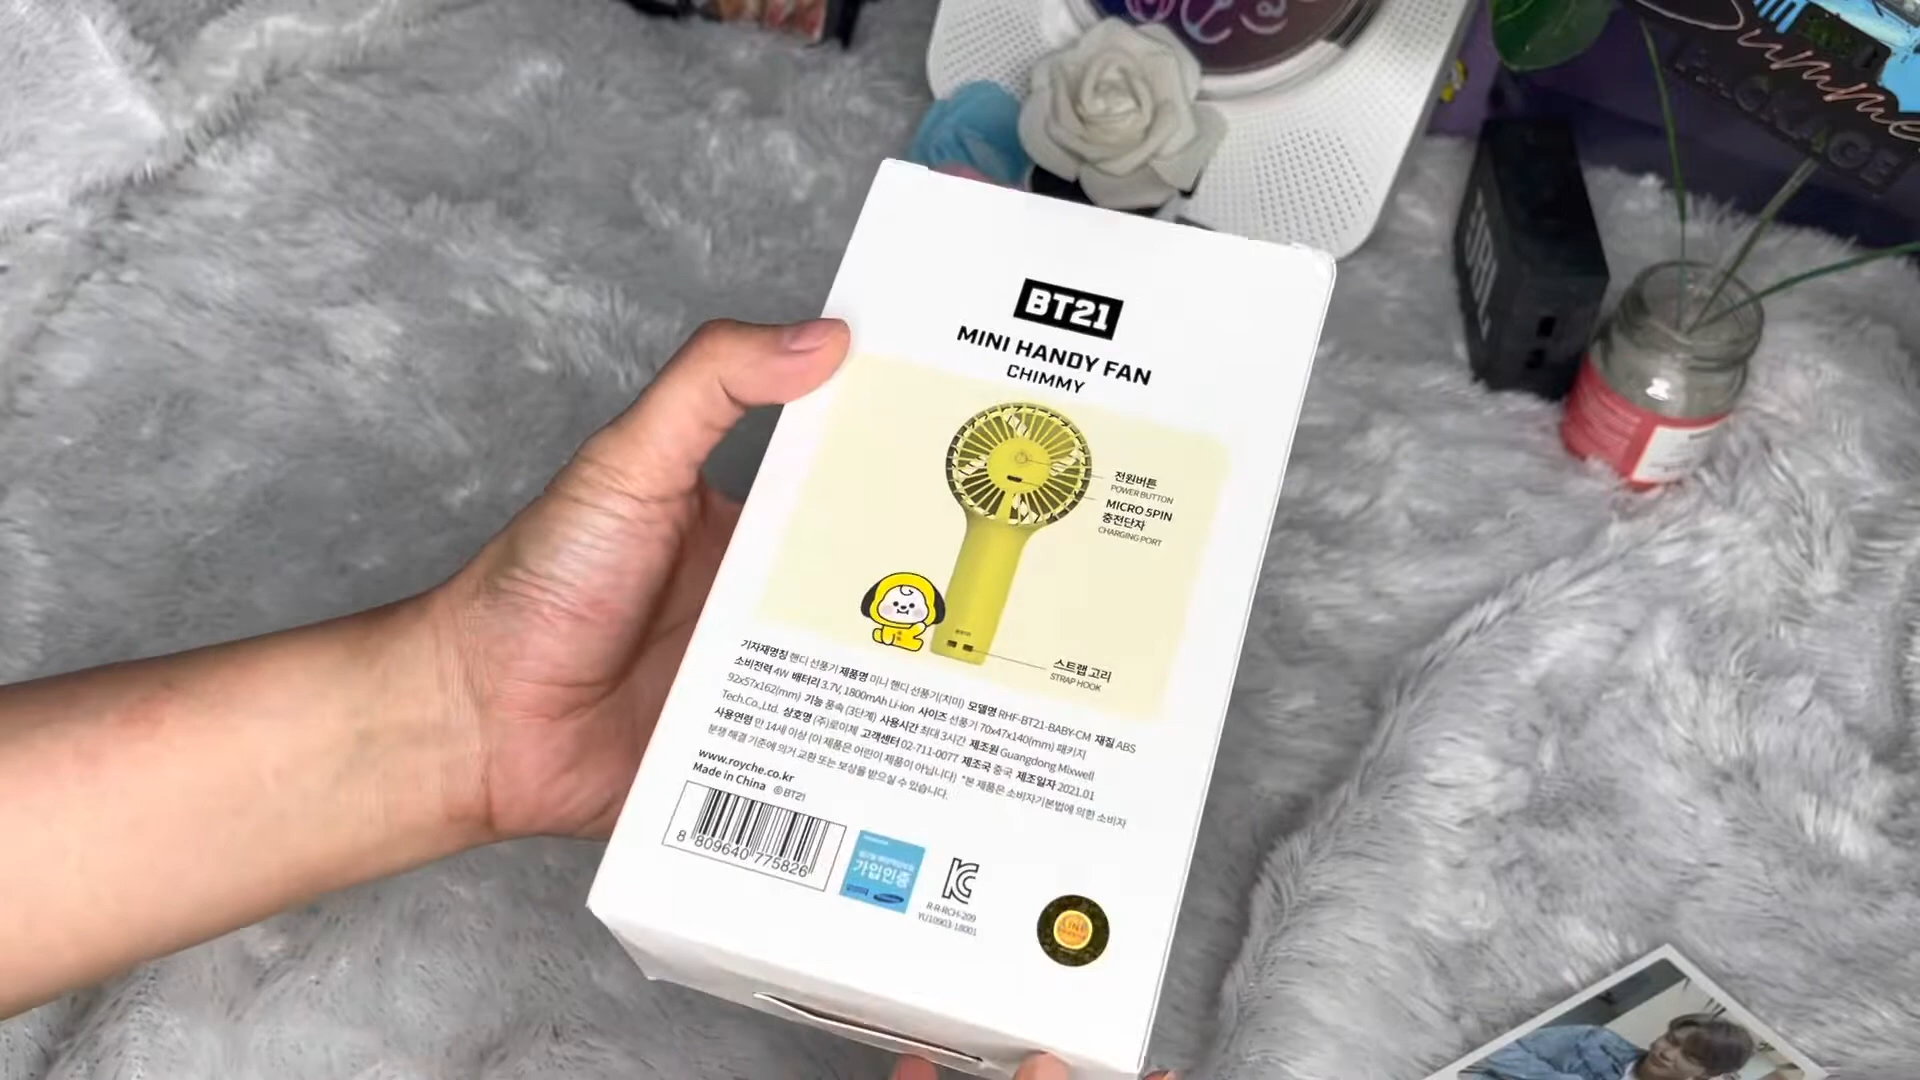 Summer
PACKAGE
JBL
BT21
MINI HANDY FAN
CHIMMY
전원버튼
POWER BUTTON
MICRO 5PIN
충전단자
CHARGING PORT
스트랩 고리
STRAP HOOK
기자재명칭 핸디 선풍기 제품명 미니 핸디 선풍기(치미) 모델명 RHF-BT21-BABY-CM 재질 ABS
소비전력 4W 배터리 3.7V, 1800mAh Li-ion 사이즈 선풍기 70x47x140(mm) 패키지
92x57x162(mm) 기능 풍속 (3단계) 사용시간 최대 3시간 제조원 Guangdong Mixwell
Tech.Co.,Ltd. 상호명 (주)로이체 고객센터 02-711-0077 제조국 중국 제조일자 2021.01
사용연령 만 14세 이상 (이 제품은 어린이 제품이 아닙니다) *본 제품은 소비자기본법에 의한 소비자
분쟁 해결 기준에 의거 교환 또는 보상을 받으실 수 있습니다.
www.royche.co.kr
Made in China ©BT21
8 809640 775826
가입인증
R-R-RCH-209
YU10903-18001
LINE